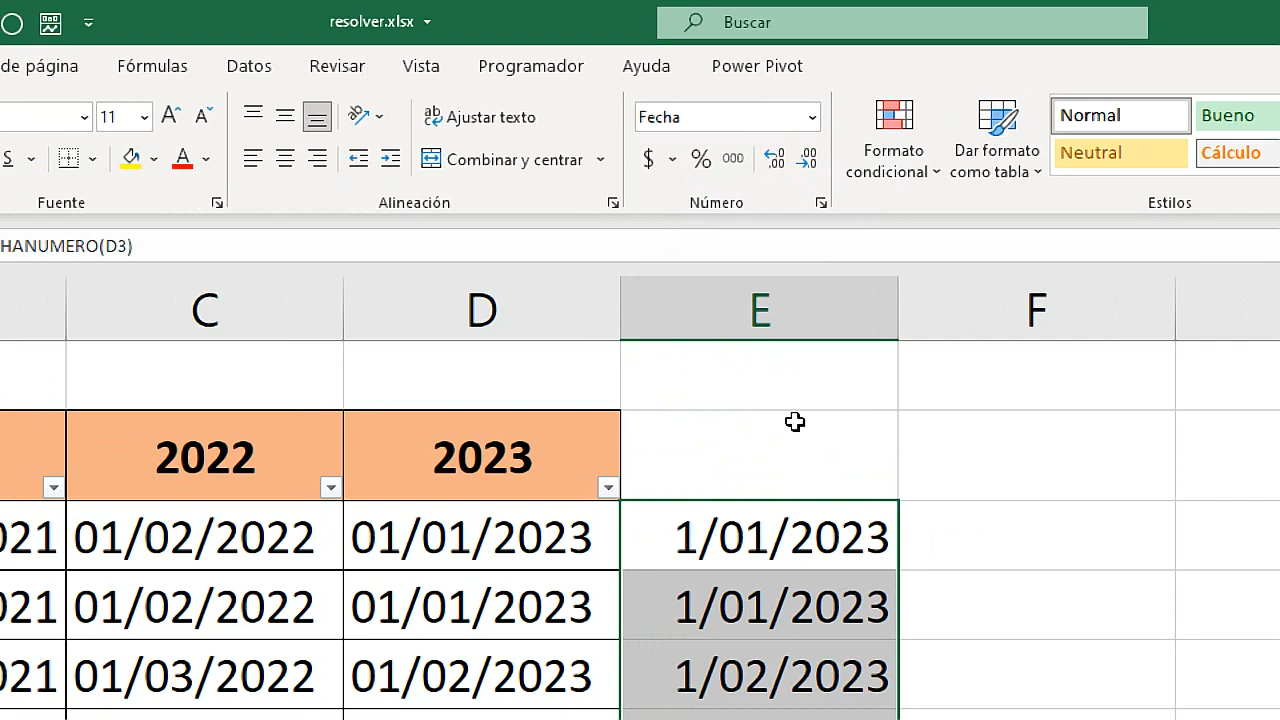 resolver.xlsx
Buscar
de página Fórmulas Datos Revisar Vista Programador Ayuda Power Pivot
11 A A ab Ajustar texto Fecha Normal Bueno
S A Combinar y centrar $ % 000 Formato condicional Dar formato como tabla Neutral Cálculo
Fuente Alineación Número Estilos
HANUMERO(D3)
C D E F
2022 2023
021 01/02/2022 01/01/2023 1/01/2023
021 01/02/2022 01/01/2023 1/01/2023
021 01/03/2022 01/02/2023 1/02/2023